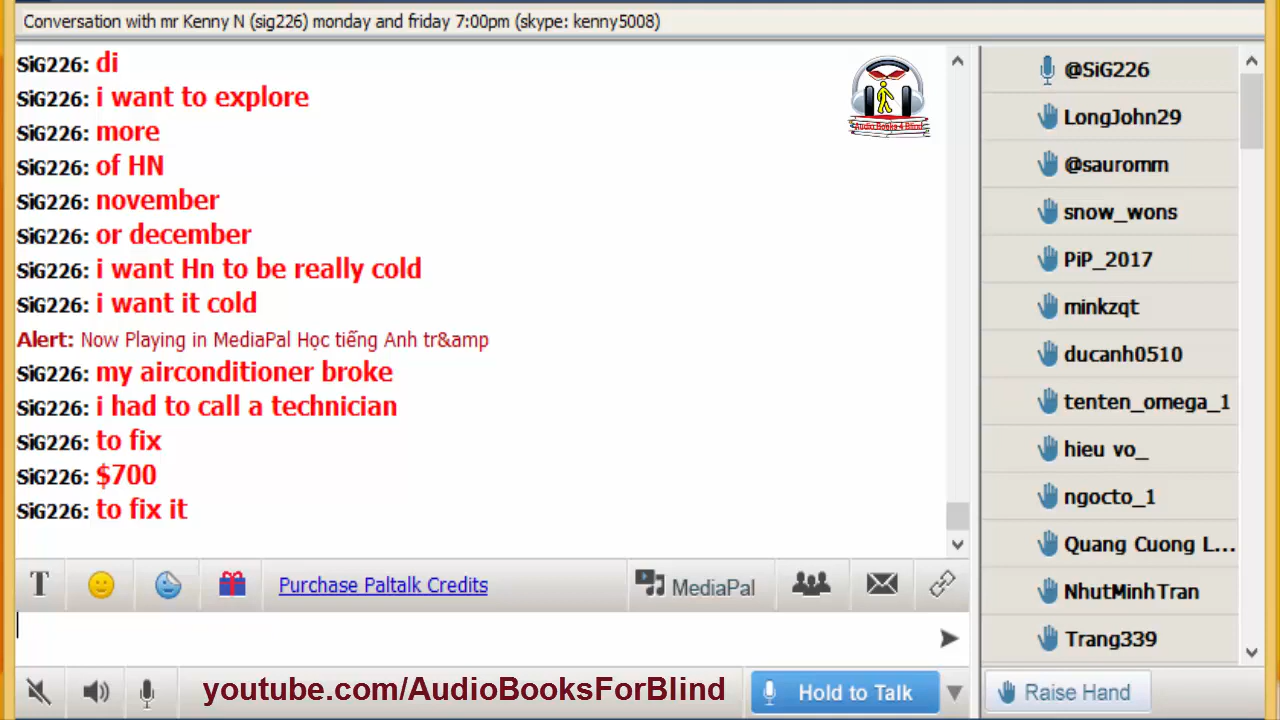 Conversation with mr Kenny N (sig226) monday and friday 7:00pm (skype: kenny5008)
SiG226: di
SiG226: i want to explore
SiG226: more
SiG226: of HN
SiG226: november
SiG226: or december
SiG226: i want Hn to be really cold
SiG226: i want it cold
Alert: Now Playing in MediaPal Học tiếng Anh tr&amp
SiG226: my airconditioner broke
SiG226: i had to call a technician
SiG226: to fix
SiG226: $700
SiG226: to fix it
Audio Books 4 Blind
@SiG226
LongJohn29
@sauromm
snow_wons
PiP_2017
minkzqt
ducanh0510
tenten_omega_1
hieu vo_
ngocto_1
Quang Cuong L...
NhutMinhTran
Trang339
T
Purchase Paltalk Credits
MediaPal
youtube.com/AudioBooksForBlind
Hold to Talk
Raise Hand